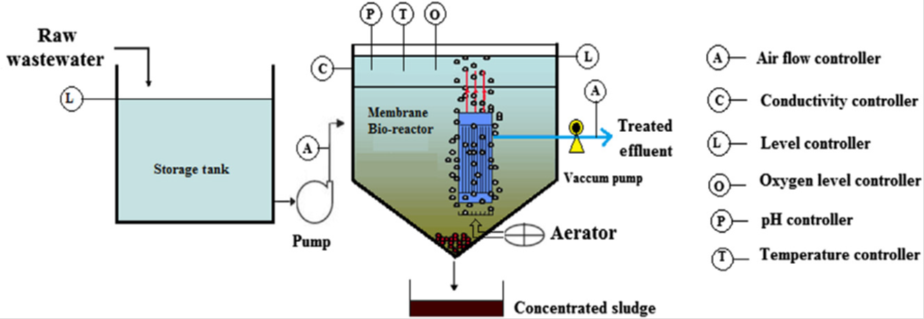 Raw
wastewater
L
Storage tank
Pump
A
C
P
T
O
L
Membrane
Bio-reactor
A
Treated
effluent
Vaccum pump
Aerator
Concentrated sludge
A
Air flow controller
C
Conductivity controller
L
Level controller
O
Oxygen level controller
P
pH controller
T
Temperature controller